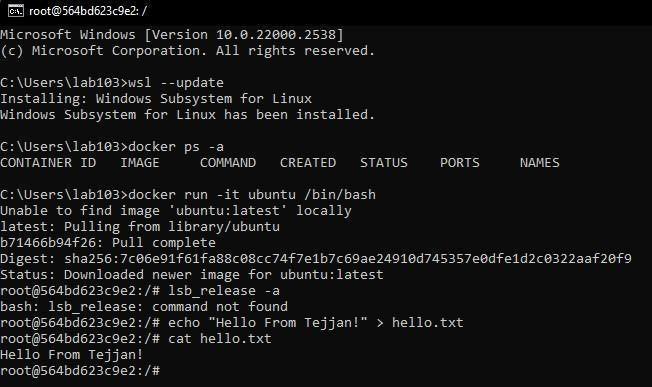 root@564bd623c9e2: /
Microsoft Windows [Version 10.0.22000.2538]
(c) Microsoft Corporation. All rights reserved.
C:\Users\lab103>wsl --update
Installing: Windows Subsystem for Linux
Windows Subsystem for Linux has been installed.
C:\Users\lab103>docker ps -a
CONTAINER ID   IMAGE     COMMAND   CREATED   STATUS    PORTS     NAMES
C:\Users\lab103>docker run -it ubuntu /bin/bash
Unable to find image 'ubuntu:latest' locally
latest: Pulling from library/ubuntu
b71466b94f26: Pull complete
Digest: sha256:7c06e91f61fa88c08cc74f7e1b7c69ae24910d745357e0dfe1d2c0322aaf20f9
Status: Downloaded newer image for ubuntu:latest
root@564bd623c9e2:/# lsb_release -a
bash: lsb_release: command not found
root@564bd623c9e2:/# echo "Hello From Tejjan!" > hello.txt
root@564bd623c9e2:/# cat hello.txt
Hello From Tejjan!
root@564bd623c9e2:/#